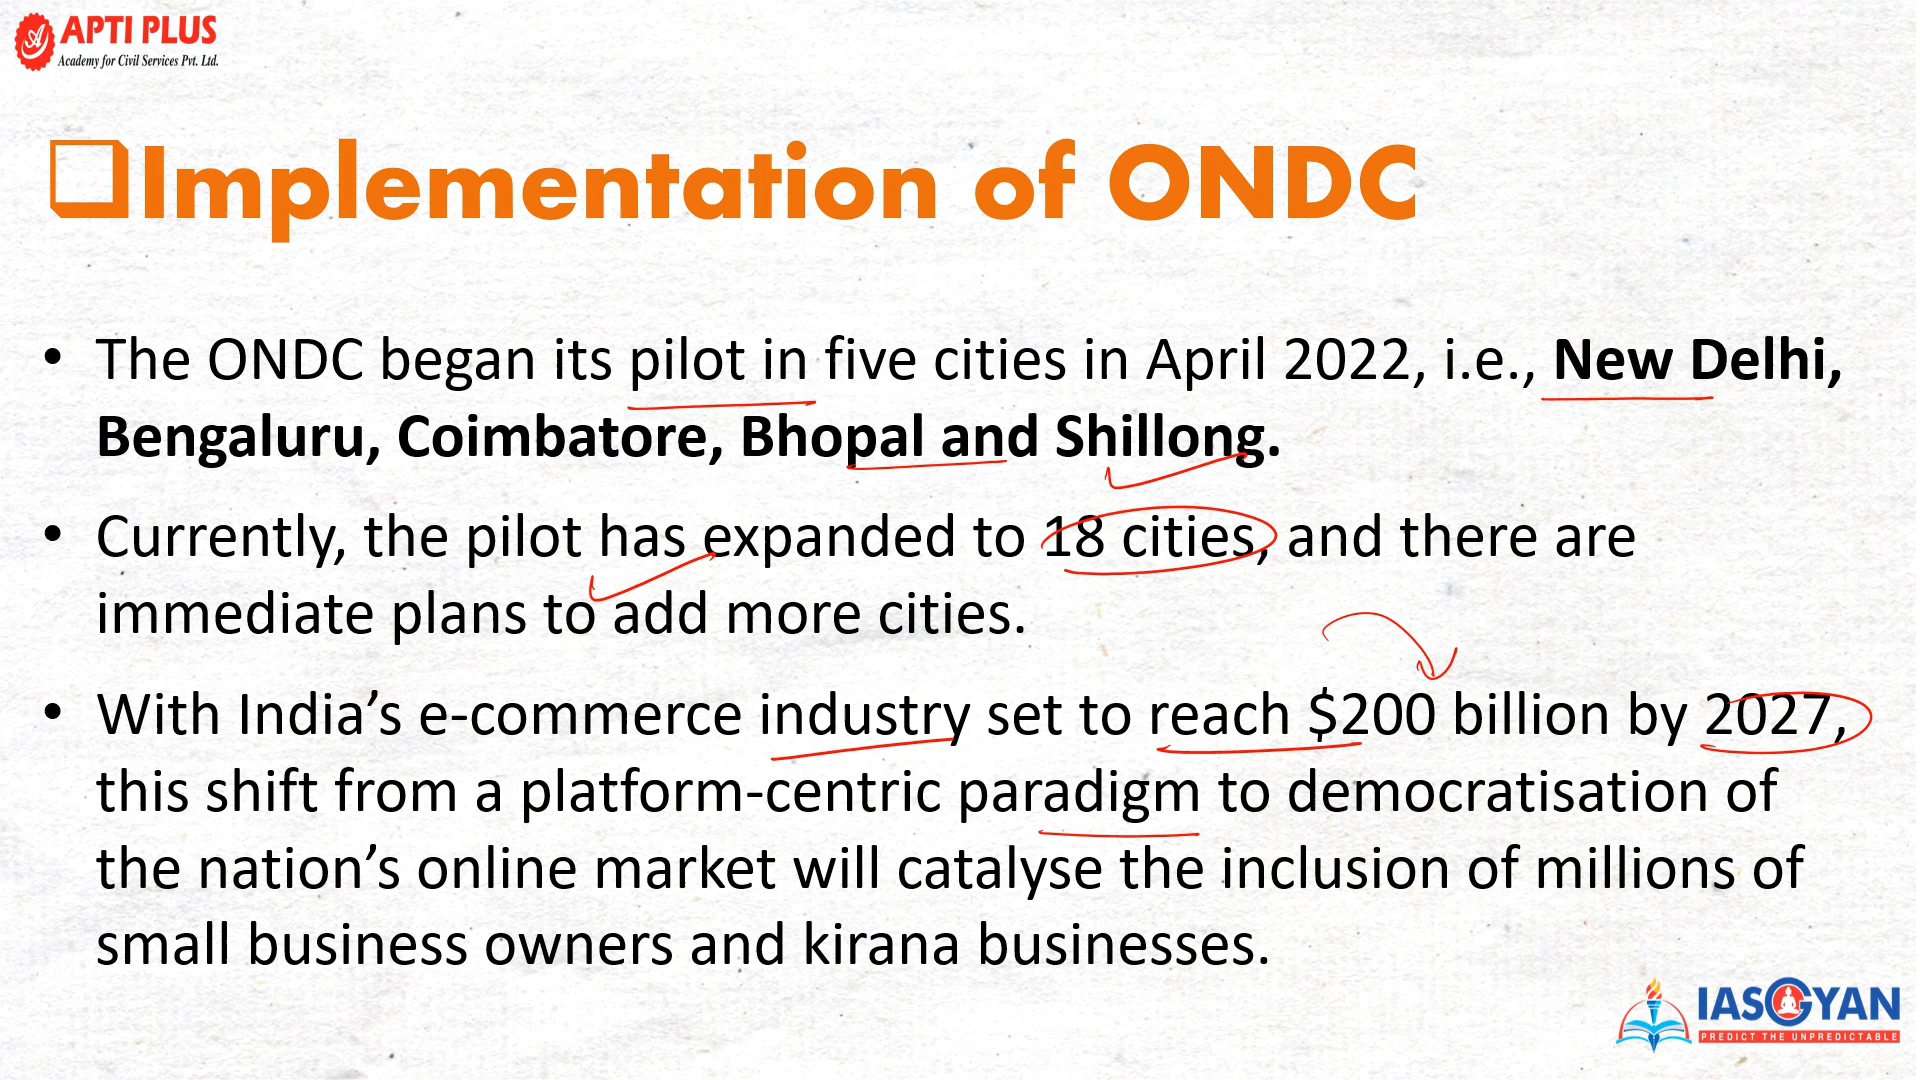 APTI PLUS
Academy for Civil Services Pvt. Ltd.
❑Implementation of ONDC
• The ONDC began its pilot in five cities in April 2022, i.e., New Delhi,
Bengaluru, Coimbatore, Bhopal and Shillong.
• Currently, the pilot has expanded to 18 cities, and there are
immediate plans to add more cities.
• With India’s e-commerce industry set to reach $200 billion by 2027,
this shift from a platform-centric paradigm to democratisation of
the nation’s online market will catalyse the inclusion of millions of
small business owners and kirana businesses.
IASGYAN
PREDICT THE UNPREDICTABLE